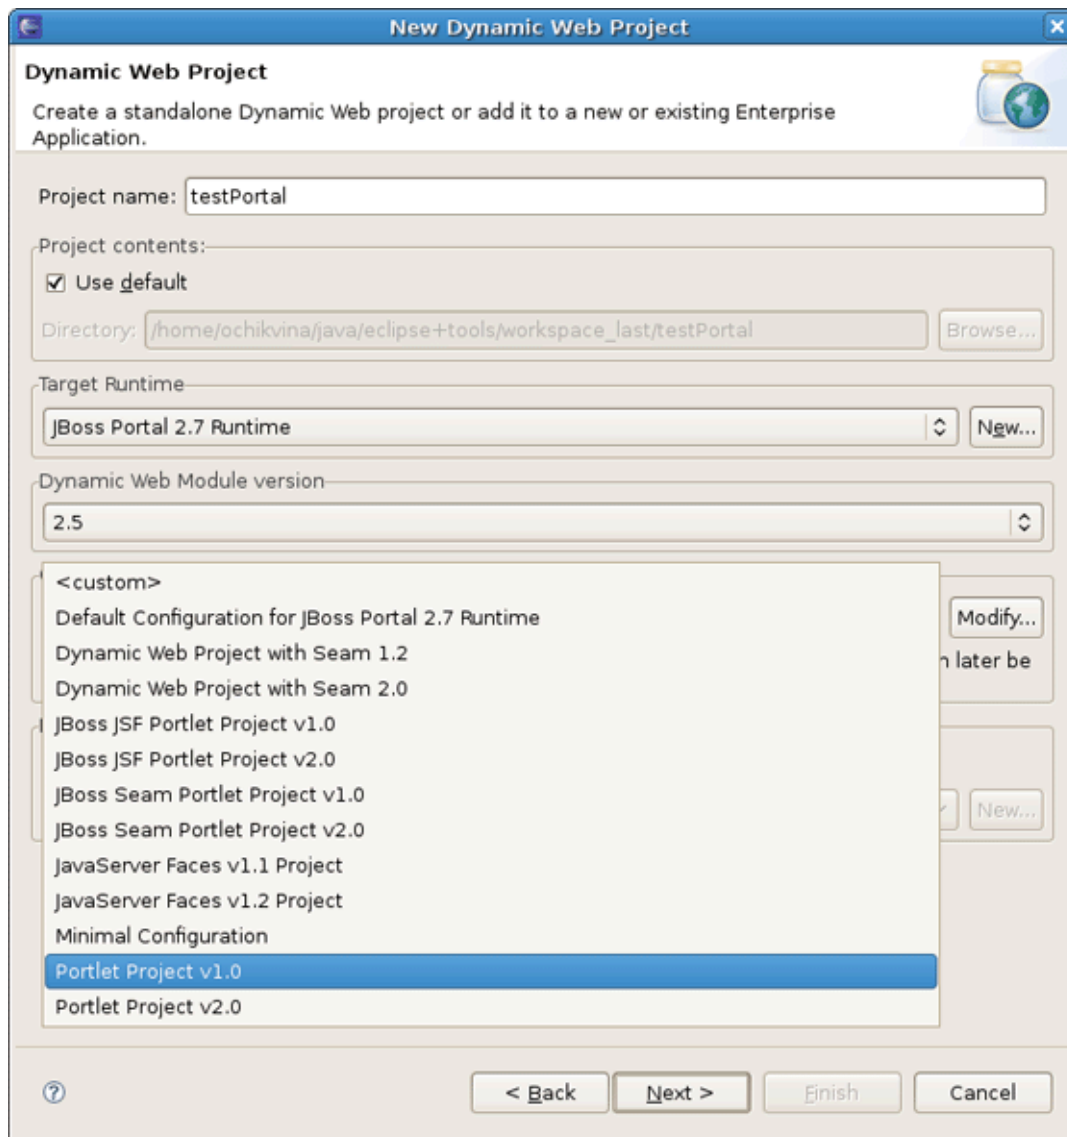 New Dynamic Web Project
Dynamic Web Project
Create a standalone Dynamic Web project or add it to a new or existing Enterprise
Application.
Project name: testPortal
Project contents:
Use default
Directory: /home/ochikvina/java/eclipse+tools/workspace_last/testPortal Browse...
Target Runtime
JBoss Portal 2.7 Runtime New...
Dynamic Web Module version
2.5
<custom>
Default Configuration for JBoss Portal 2.7 Runtime Modify...
Dynamic Web Project with Seam 1.2 later be
Dynamic Web Project with Seam 2.0
JBoss JSF Portlet Project v1.0
JBoss JSF Portlet Project v2.0
JBoss Seam Portlet Project v1.0
JBoss Seam Portlet Project v2.0 New...
JavaServer Faces v1.1 Project
JavaServer Faces v1.2 Project
Minimal Configuration
Portlet Project v1.0
Portlet Project v2.0
< Back Next > Finish Cancel